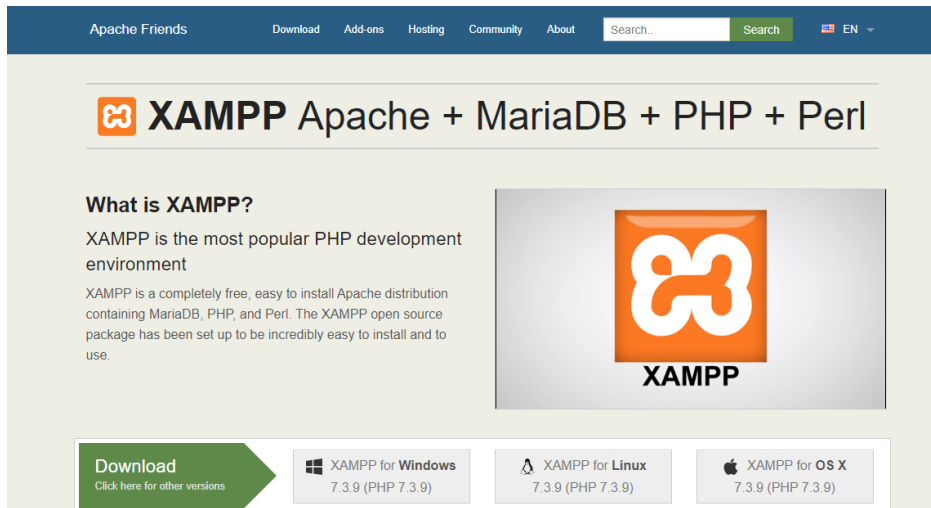 Apache Friends Download Add-ons Hosting Community About Search.. Search EN
XAMPP Apache + MariaDB + PHP + Perl
What is XAMPP?
XAMPP is the most popular PHP development
environment
XAMPP is a completely free, easy to install Apache distribution
containing MariaDB, PHP, and Perl. The XAMPP open source
package has been set up to be incredibly easy to install and to
use.
XAMPP
Download
Click here for other versions
XAMPP for Windows
7.3.9 (PHP 7.3.9)
XAMPP for Linux
7.3.9 (PHP 7.3.9)
XAMPP for OS X
7.3.9 (PHP 7.3.9)